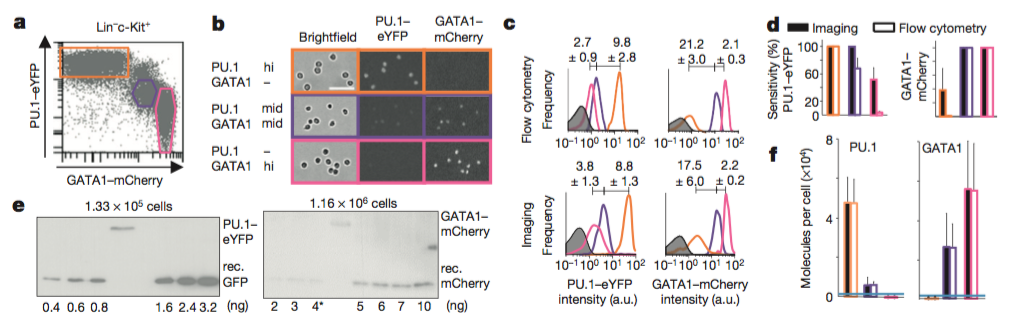 a
Lin−c-Kit+
PU.1–eYFP
GATA1–mCherry
b
Brightfield
PU.1–
eYFP
GATA1–
mCherry
PU.1 hi
GATA1 –
PU.1 mid
GATA1 mid
PU.1 –
GATA1 hi
c
Flow cytometry
Frequency
2.7
± 0.9
9.8
± 2.8
21.2
± 3.0
2.1
± 0.3
10⁻¹ 10⁰ 10¹ 10²
10⁻¹ 10⁰ 10¹ 10²
Imaging
Frequency
3.8
± 1.3
8.8
± 1.3
17.5
± 6.0
2.2
± 0.2
10⁻¹ 10⁰ 10¹ 10²
10⁻¹ 10⁰ 10¹ 10²
PU.1–eYFP
intensity (a.u.)
GATA1–mCherry
intensity (a.u.)
d
Imaging
Flow cytometry
Sensitivity (%)
PU.1–eYFP
100
60
20
0
GATA1–
mCherry
e
1.33 × 10⁵ cells
PU.1–
eYFP
rec.
GFP
0.4 0.6 0.8 1.6 2.4 3.2 (ng)
1.16 × 10⁶ cells
GATA1–
mCherry
rec.
mCherry
2 3 4* 5 6 7 10 (ng)
f
Molecules per cell (×10⁴)
8
4
0
PU.1
GATA1